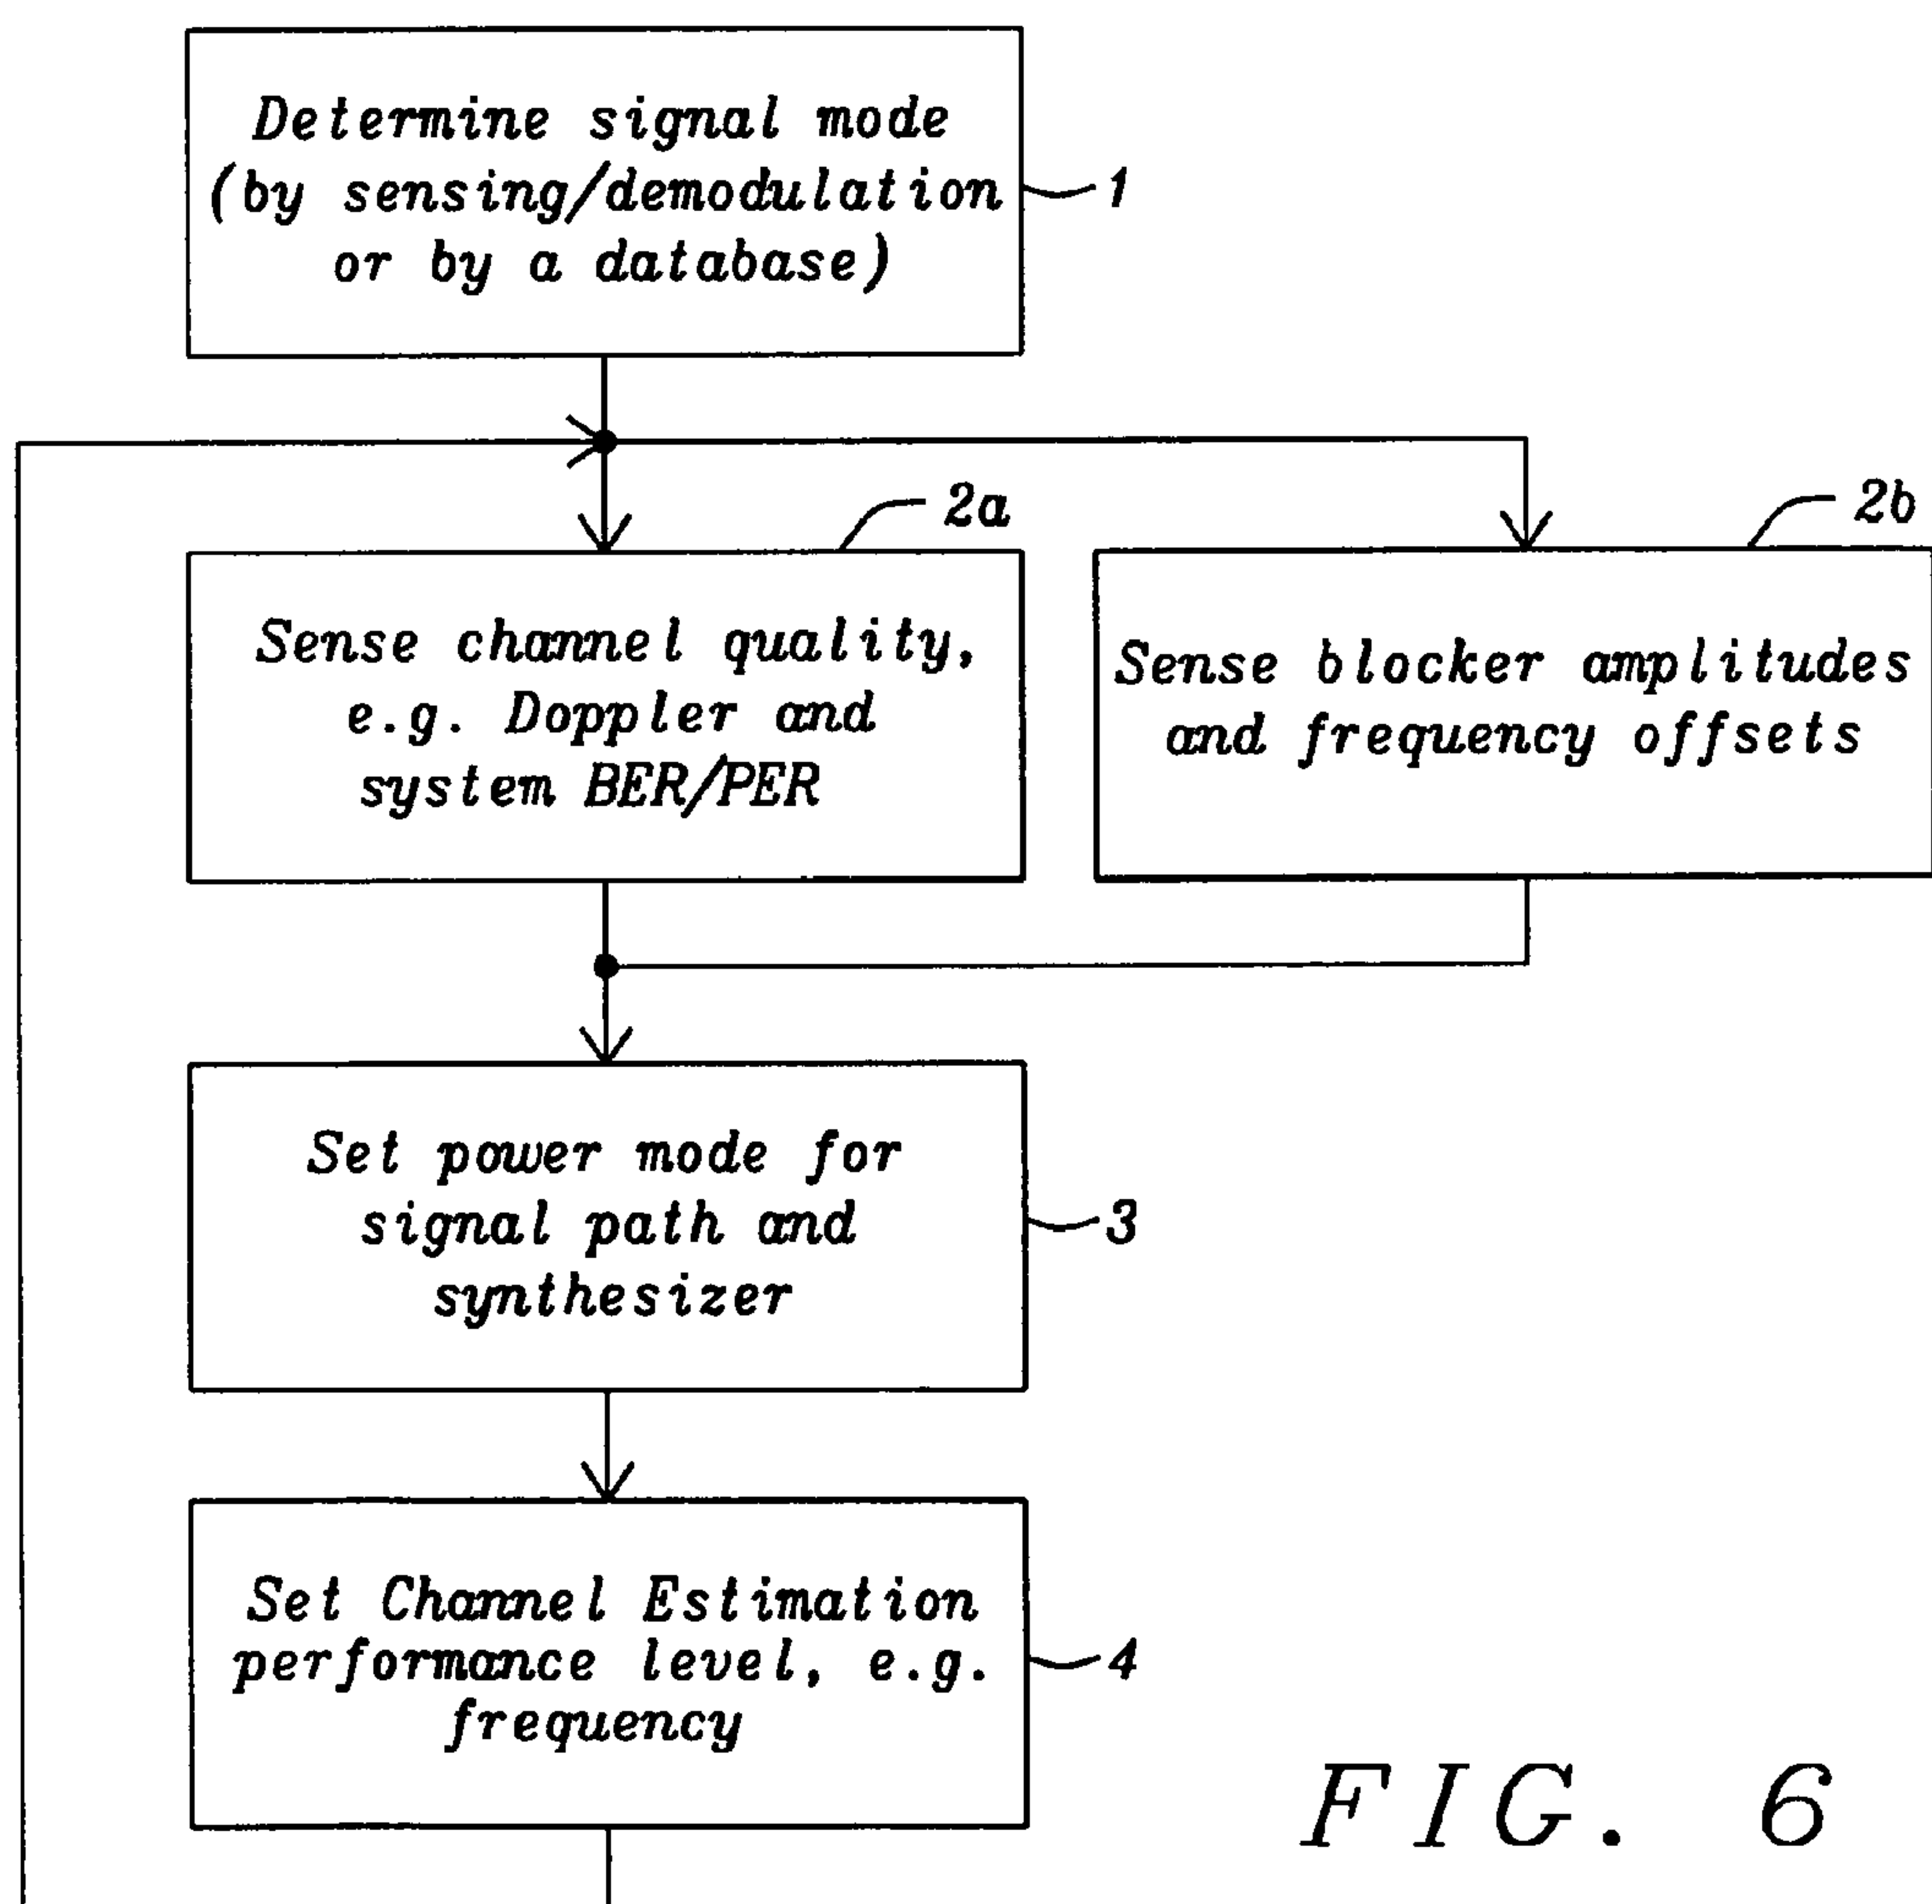 Determine signal mode
(by sensing/demodulation
or by a database)
1
2a
2b
Sense channel quality,
e.g. Doppler and
system BER/PER
Sense blocker amplitudes
and frequency offsets
Set power mode for
signal path and
synthesizer
3
Set Channel Estimation
performance level, e.g.
frequency
4
FIG. 6